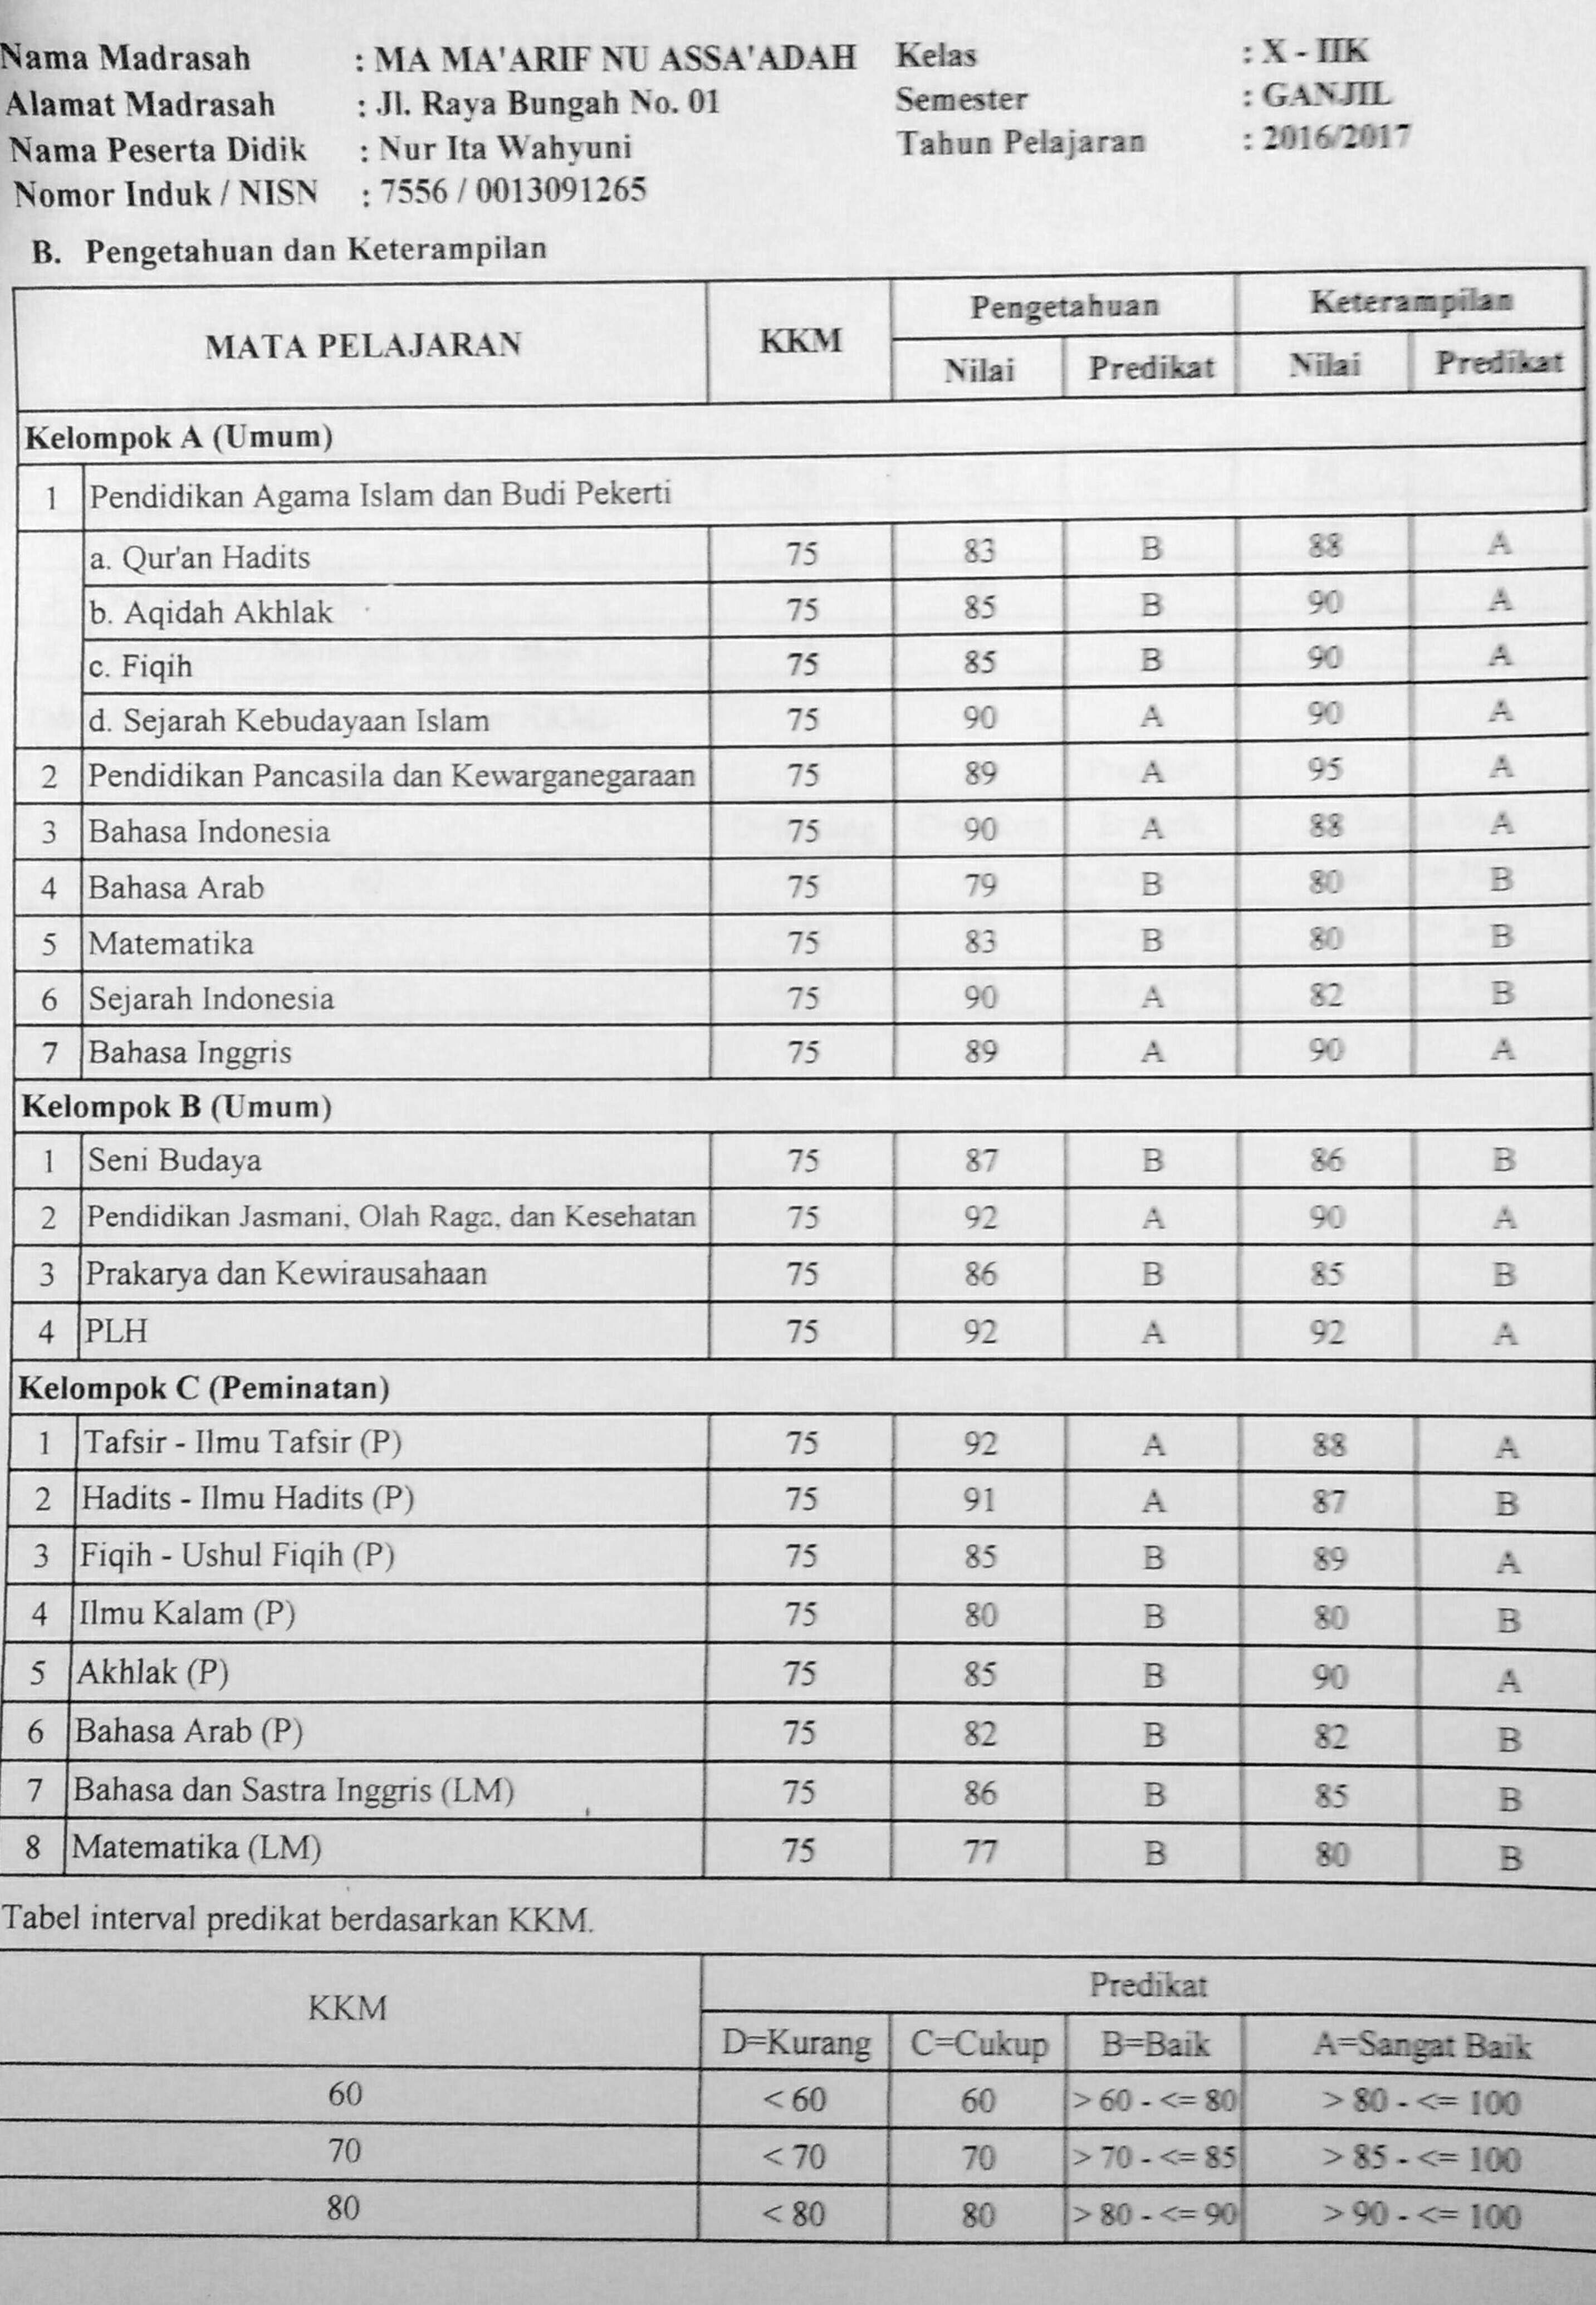 Nama Madrasah : MA MA'ARIF NU ASSA'ADAH Kelas : X - IIK
Alamat Madrasah : Jl. Raya Bungah No. 01 Semester : GANJIL
Nama Peserta Didik : Nur Ita Wahyuni Tahun Pelajaran : 2016/2017
Nomor Induk / NISN : 7556 / 0013091265
B. Pengetahuan dan Keterampilan
MATA PELAJARAN KKM Pengetahuan Keterampilan
Nilai Predikat Nilai Predikat
Kelompok A (Umum)
1 Pendidikan Agama Islam dan Budi Pekerti
a. Qur'an Hadits 75 83 B 88 A
b. Aqidah Akhlak 75 85 B 90 A
c. Fiqih 75 85 B 90 A
d. Sejarah Kebudayaan Islam 75 90 A 90 A
2 Pendidikan Pancasila dan Kewarganegaraan 75 89 A 95 A
3 Bahasa Indonesia 75 90 A 88 A
4 Bahasa Arab 75 79 B 80 B
5 Matematika 75 83 B 80 B
6 Sejarah Indonesia 75 90 A 82 B
7 Bahasa Inggris 75 89 A 90 A
Kelompok B (Umum)
1 Seni Budaya 75 87 B 86 B
2 Pendidikan Jasmani, Olah Raga, dan Kesehatan 75 92 A 90 A
3 Prakarya dan Kewirausahaan 75 86 B 85 B
4 PLH 75 92 A 92 A
Kelompok C (Peminatan)
1 Tafsir - Ilmu Tafsir (P) 75 92 A 88 A
2 Hadits - Ilmu Hadits (P) 75 91 A 87 B
3 Fiqih - Ushul Fiqih (P) 75 85 B 89 A
4 Ilmu Kalam (P) 75 80 B 80 B
5 Akhlak (P) 75 85 B 90 A
6 Bahasa Arab (P) 75 82 B 82 B
7 Bahasa dan Sastra Inggris (LM) 75 86 B 85 B
8 Matematika (LM) 75 77 B 80 B
Tabel interval predikat berdasarkan KKM.
KKM Predikat
D=Kurang C=Cukup B=Baik A=Sangat Baik
60 < 60 60 > 60 - <= 80 > 80 - <= 100
70 < 70 70 > 70 - <= 85 > 85 - <= 100
80 < 80 80 > 80 - <= 90 > 90 - <= 100